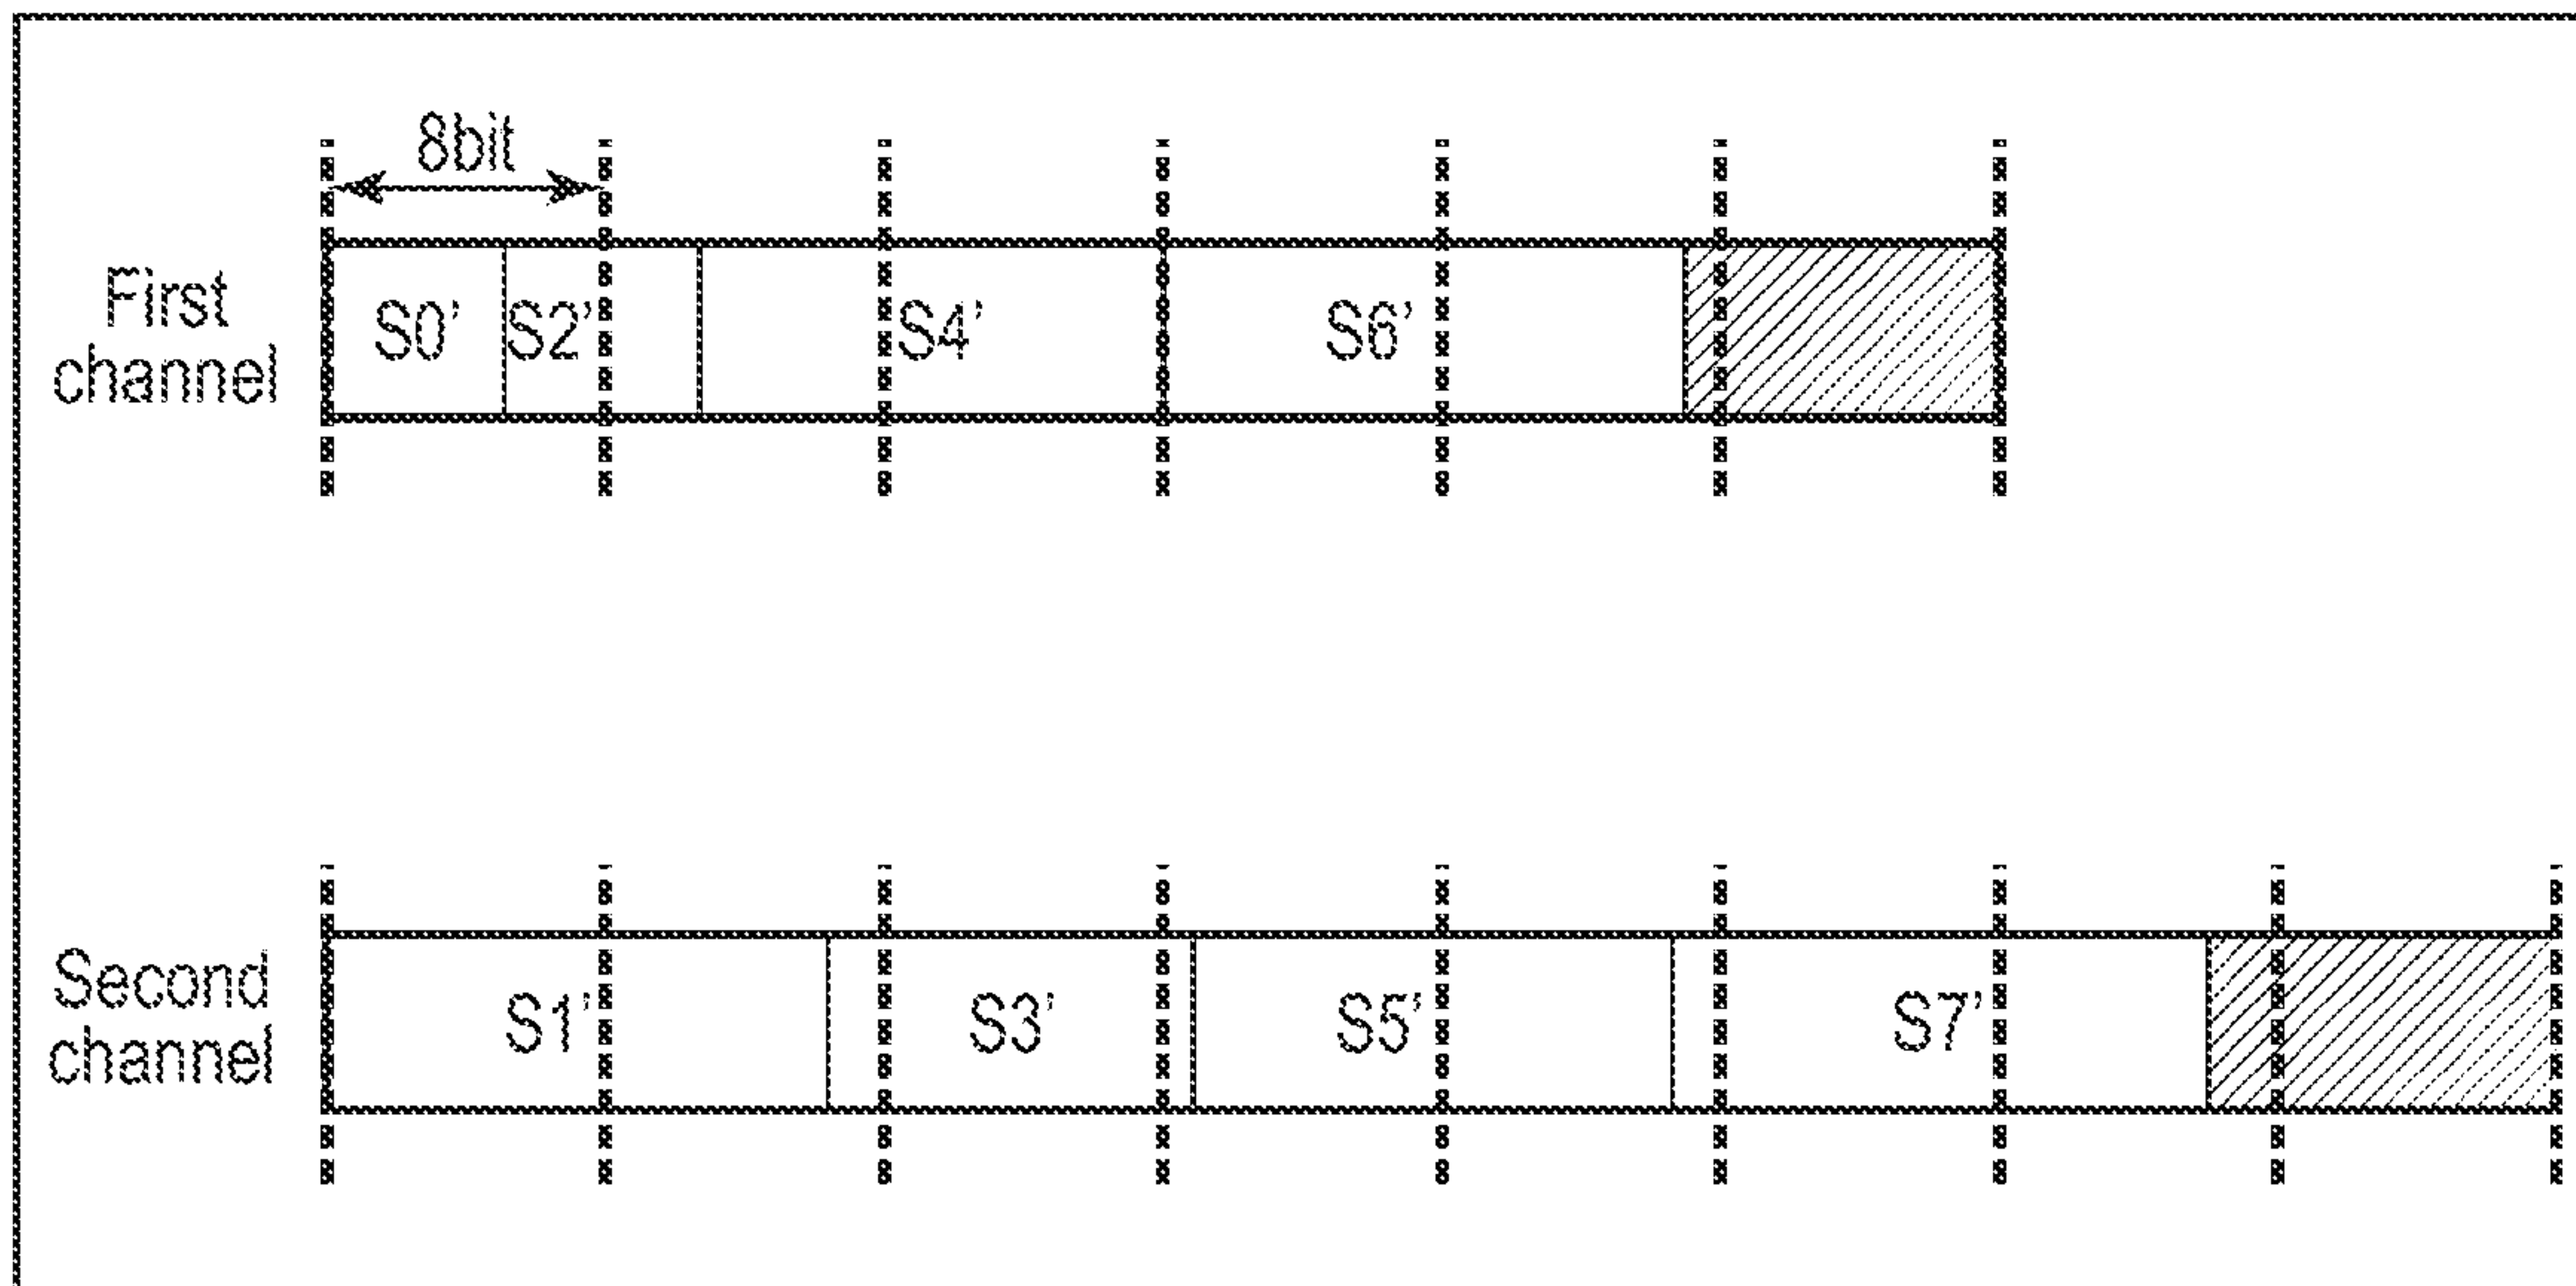 8bit
First
channel
S0' S2' S4' S6'
Second
channel
S1' S3' S5' S7'